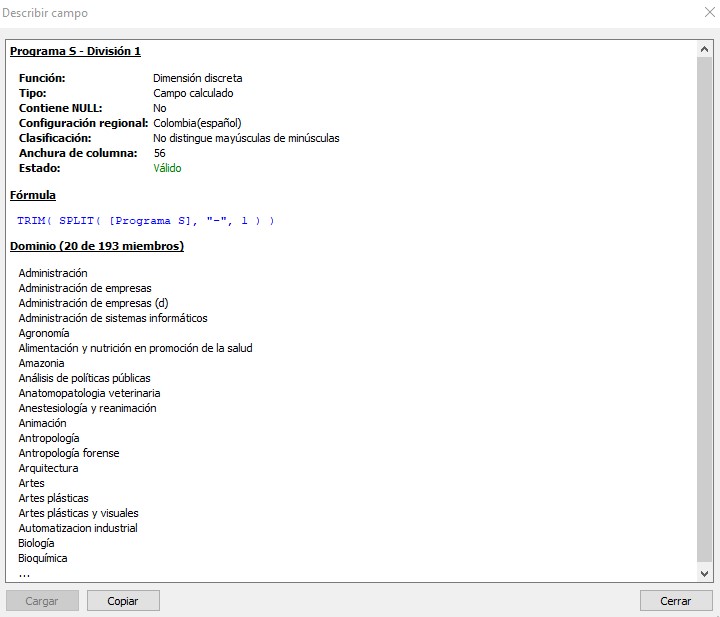 Describir campo
Programa S - División 1
Función: Dimensión discreta
Tipo: Campo calculado
Contiene NULL: No
Configuración regional: Colombia(español)
Clasificación: No distingue mayúsculas de minúsculas
Anchura de columna: 56
Estado: Válido
Fórmula
TRIM( SPLIT( [Programa S], "-", 1 ) )
Dominio (20 de 193 miembros)
Administración
Administración de empresas
Administración de empresas (d)
Administración de sistemas informáticos
Agronomía
Alimentación y nutrición en promoción de la salud
Amazonia
Análisis de políticas públicas
Anatomopatologia veterinaria
Anestesiología y reanimación
Animación
Antropología
Antropología forense
Arquitectura
Artes
Artes plásticas
Artes plásticas y visuales
Automatizacion industrial
Biología
Bioquímica
...
Cargar Copiar Cerrar